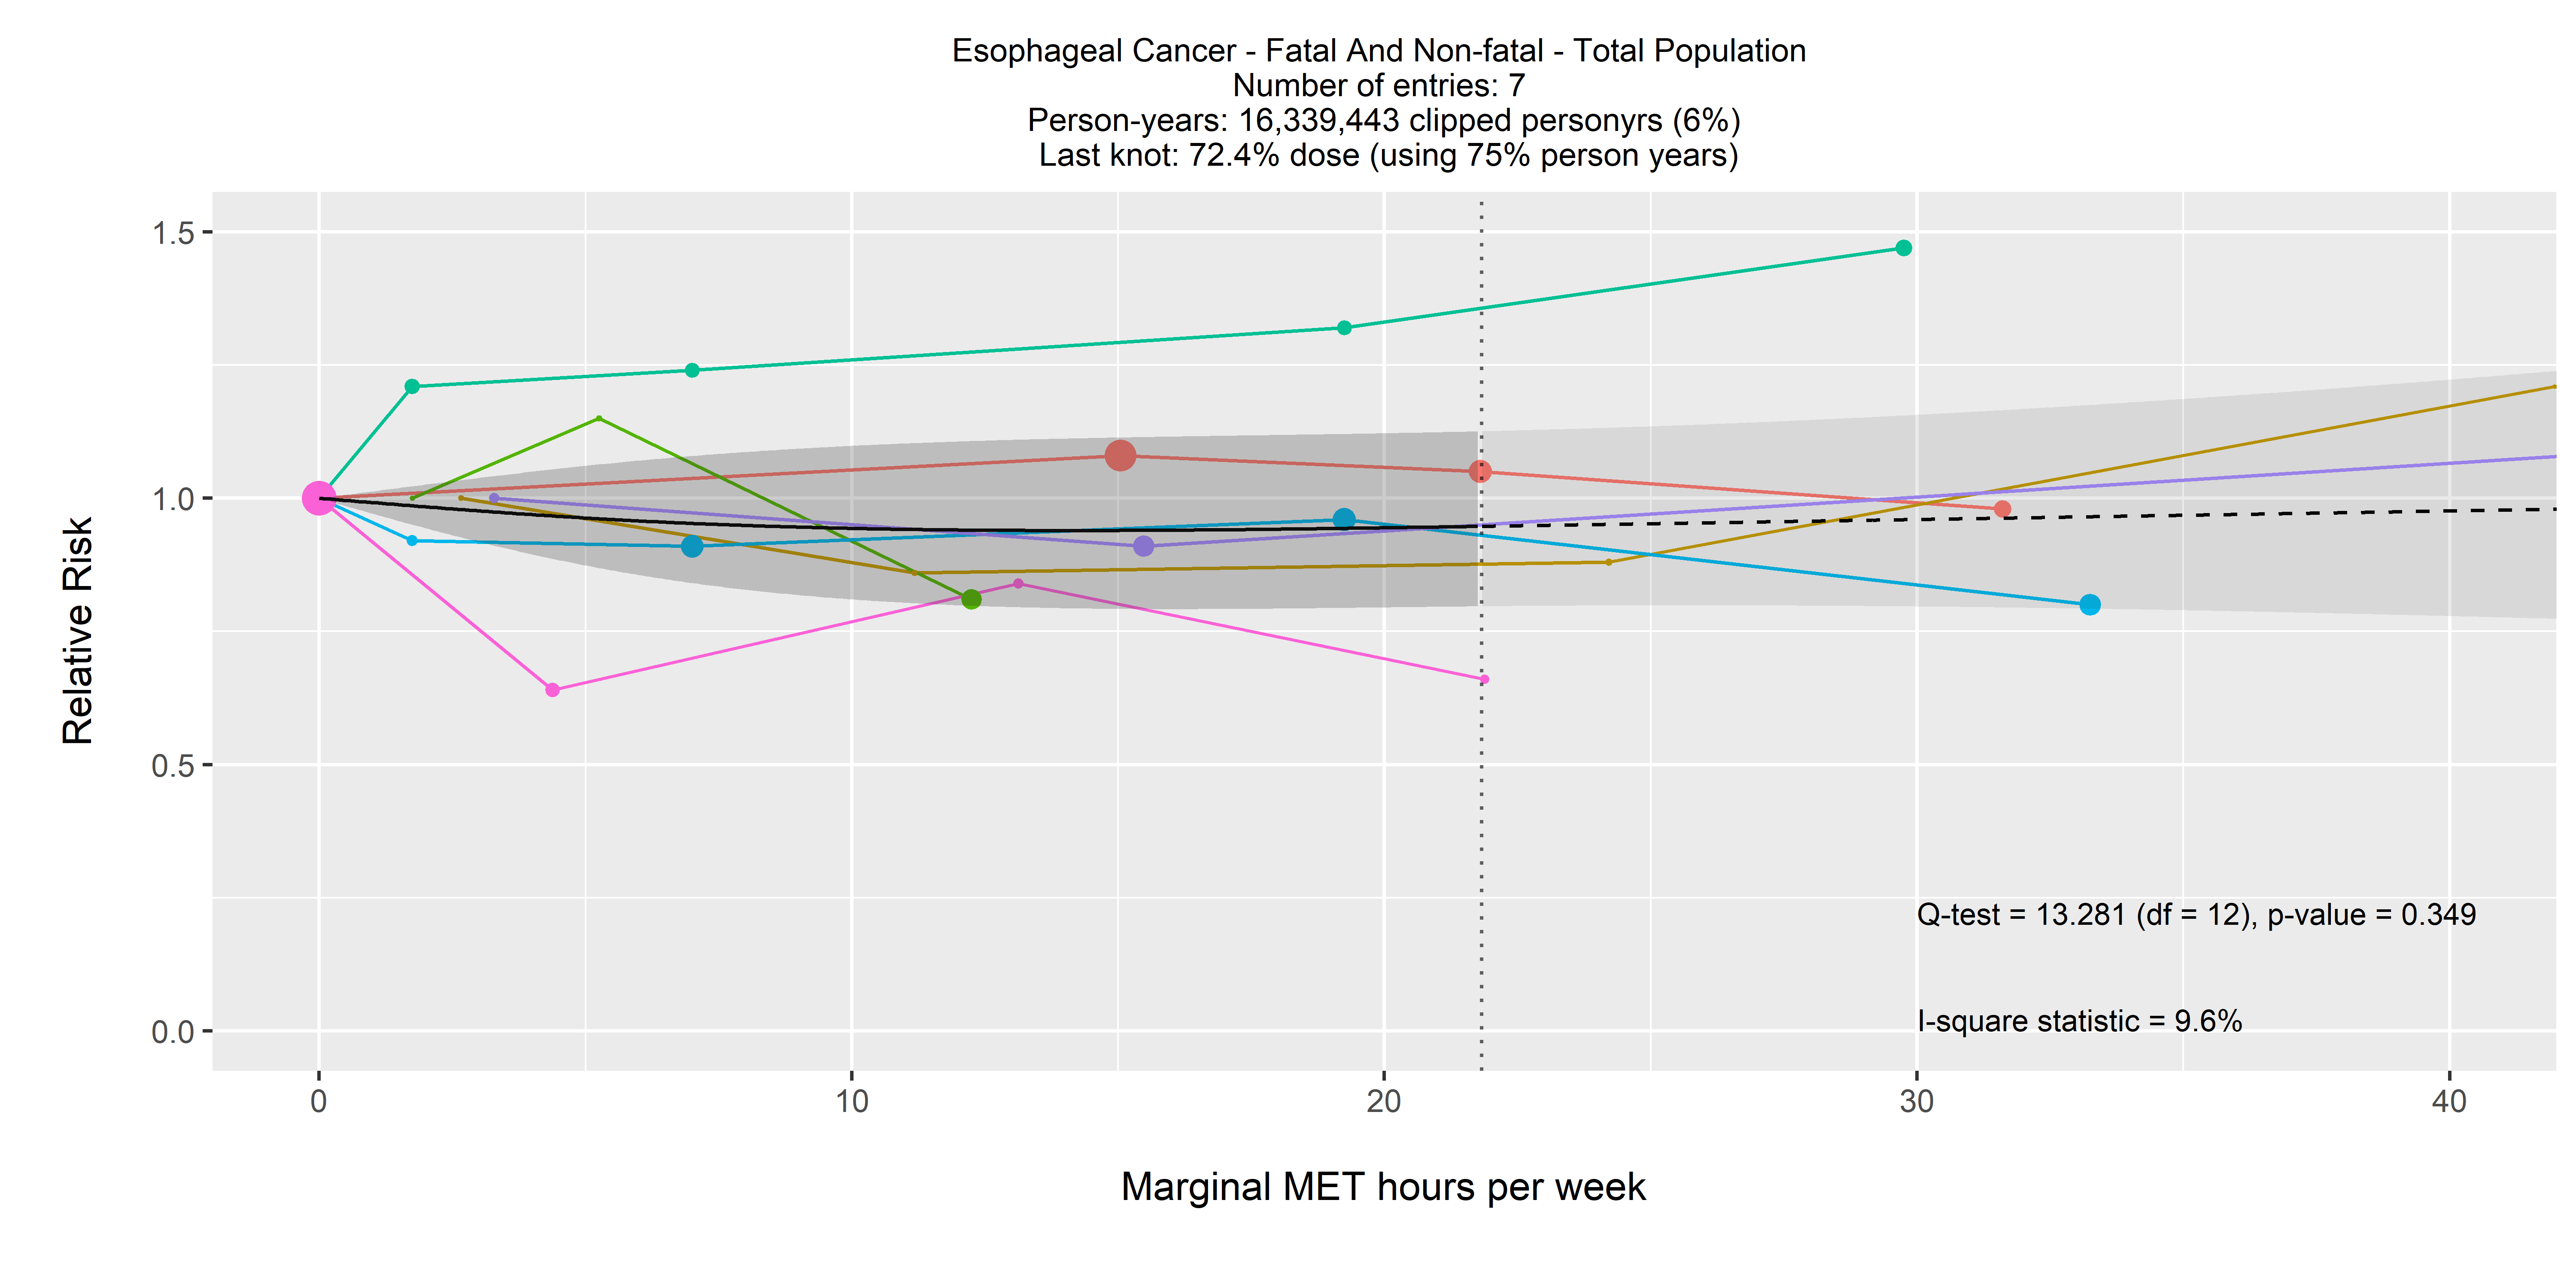 Esophageal Cancer - Fatal And Non-fatal - Total Population
Number of entries: 7
Person-years: 16,339,443 clipped personyrs (6%)
Last knot: 72.4% dose (using 75% person years)
1.5
1.0
0.5
0.0
Relative Risk
Q-test = 13.281 (df = 12), p-value = 0.349
I-square statistic = 9.6%
0 10 20 30 40
Marginal MET hours per week